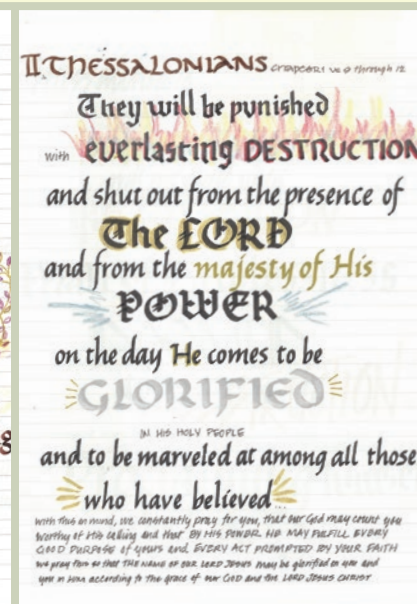 II THESSALONIANS CHAPTER 1 vs 9 through 12
They will be punished
with everlasting DESTRUCTION
and shut out from the presence of
The LORD
and from the majesty of His
POWER
on the day He comes to be
GLORIFIED
IN HIS HOLY PEOPLE
and to be marveled at among all those
who have believed
With this in mind, we constantly pray for you, that our God may count you
worthy of His calling and that BY HIS POWER HE MAY FULFILL EVERY
GOOD PURPOSE of yours and EVERY ACT PROMPTED BY YOUR FAITH
we pray this so that THE NAME OF OUR LORD JESUS may be glorified in you and
you in Him according to the grace of our GOD and the LORD JESUS CHRIST